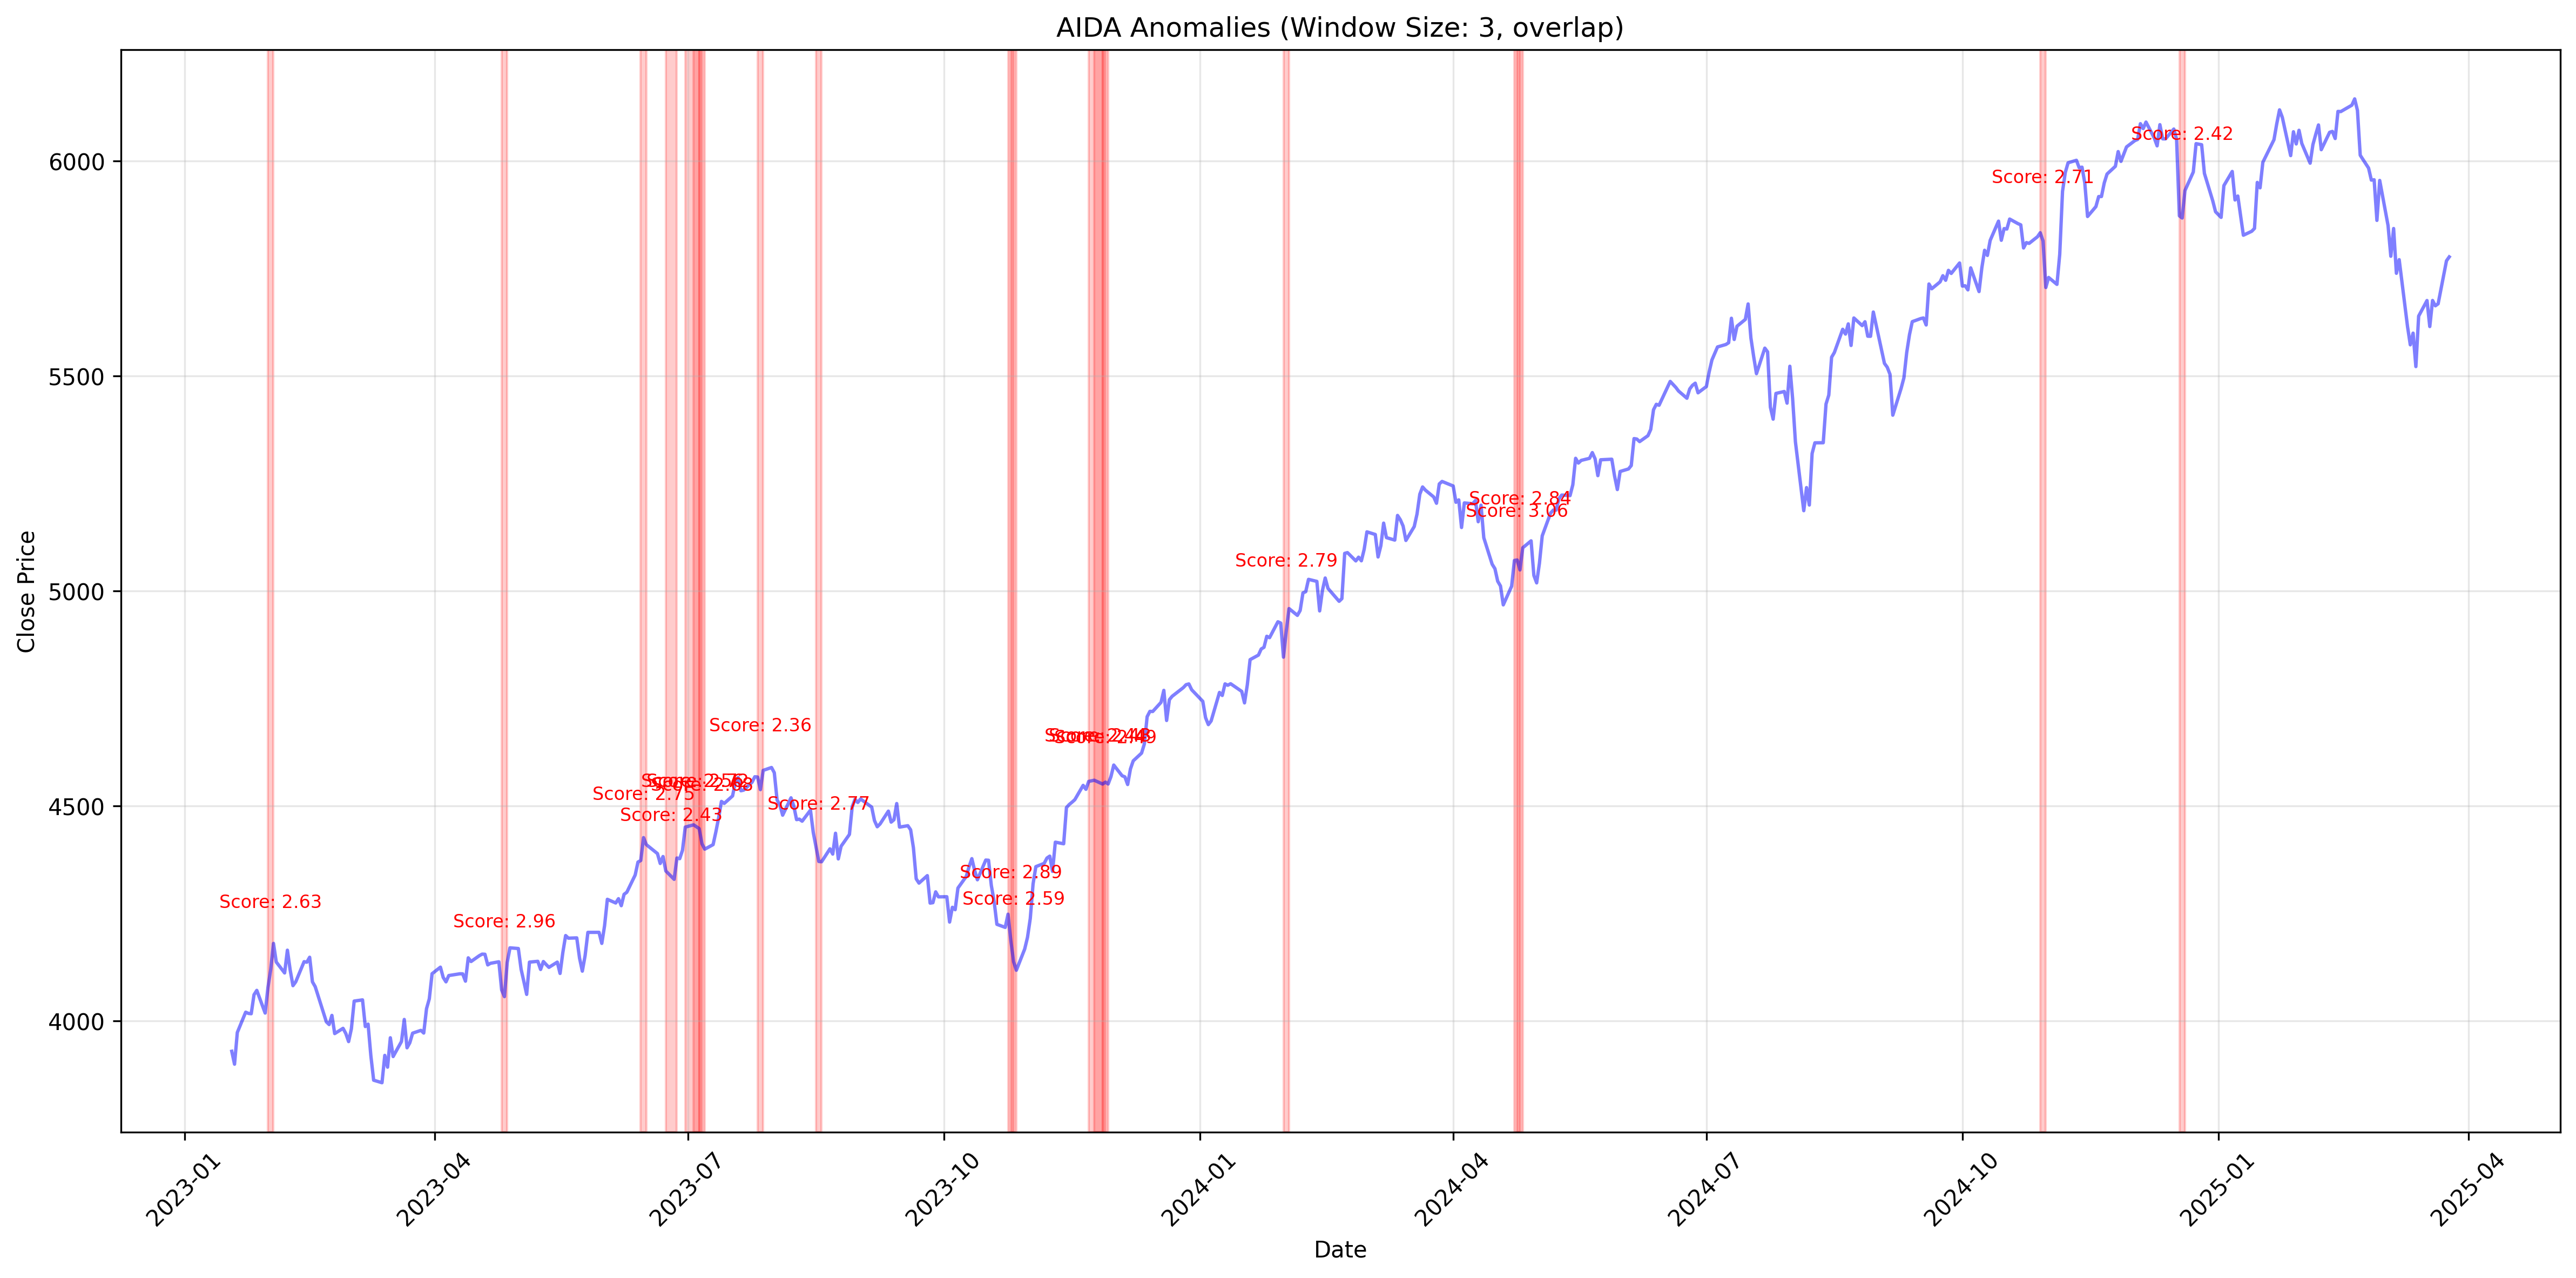 AIDA Anomalies (Window Size: 3, overlap)
Close Price
6000
5500
5000
4500
4000
Score: 2.42
Score: 2.71
Score: 2.84
Score: 3.06
Score: 2.79
Score: 2.36
Score: 2.75
Score: 2.77
Score: 2.43
Score: 2.89
Score: 2.59
Score: 2.63
Score: 2.96
2023-01
2023-04
2023-07
2023-10
2024-01
2024-04
2024-07
2024-10
2025-01
2025-04
Date